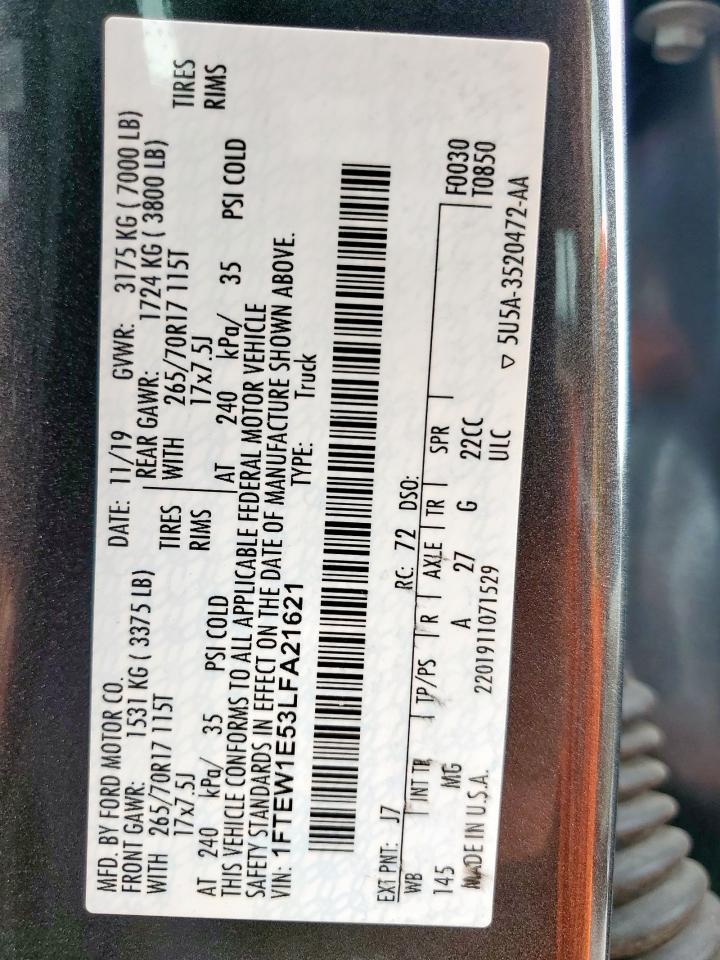 MFD. BY FORD MOTOR CO. DATE: 11/19 GVWR: 3175 KG ( 7000 LB)
FRONT GAWR: 1531 KG ( 3375 LB) REAR GAWR: 1724 KG ( 3800 LB)
WITH 265/70R17 115T TIRES WITH 265/70R17 115T TIRES
17x7.5J RIMS 17x7.5J RIMS
AT 240 kPa/ 35 PSI COLD AT 240 kPa/ 35 PSI COLD
THIS VEHICLE CONFORMS TO ALL APPLICABLE FEDERAL MOTOR VEHICLE
SAFETY STANDARDS IN EFFECT ON THE DATE OF MANUFACTURE SHOWN ABOVE.
VIN: 1FTEW1E53LFA21621 TYPE: Truck
EXT PNT: J7 RC: 72 DSO:
WB INT TR TP/PS R AXLE TR SPR F0030
145 MG A 27 G 22CC T0850
ULC
MADE IN U.S.A. 2201911071529 ▽ 5U5A-3520472-AA